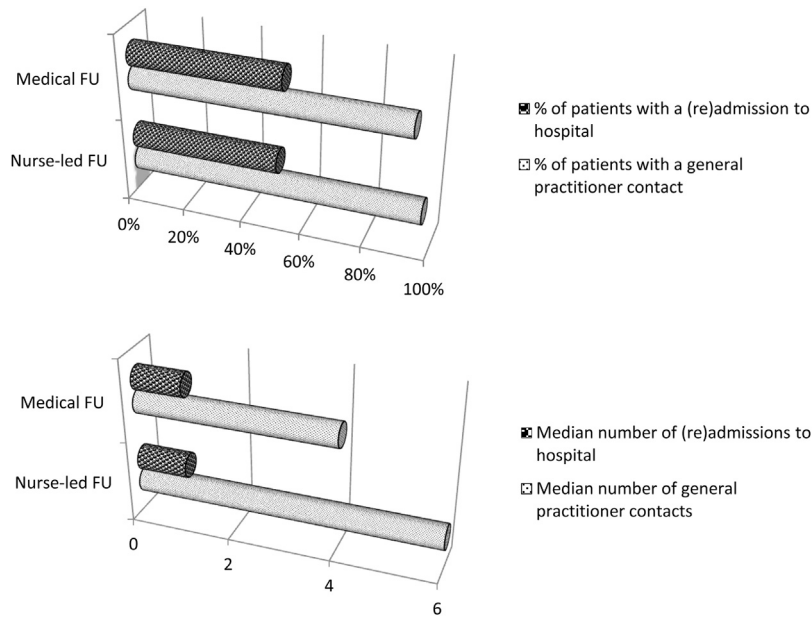 Medical FU
Nurse-led FU
0%
20%
40%
60%
80%
100%
% of patients with a (re)admission to
hospital
% of patients with a general
practitioner contact
Medical FU
Nurse-led FU
0
2
4
6
Median number of (re)admissions to
hospital
Median number of general
practitioner contacts